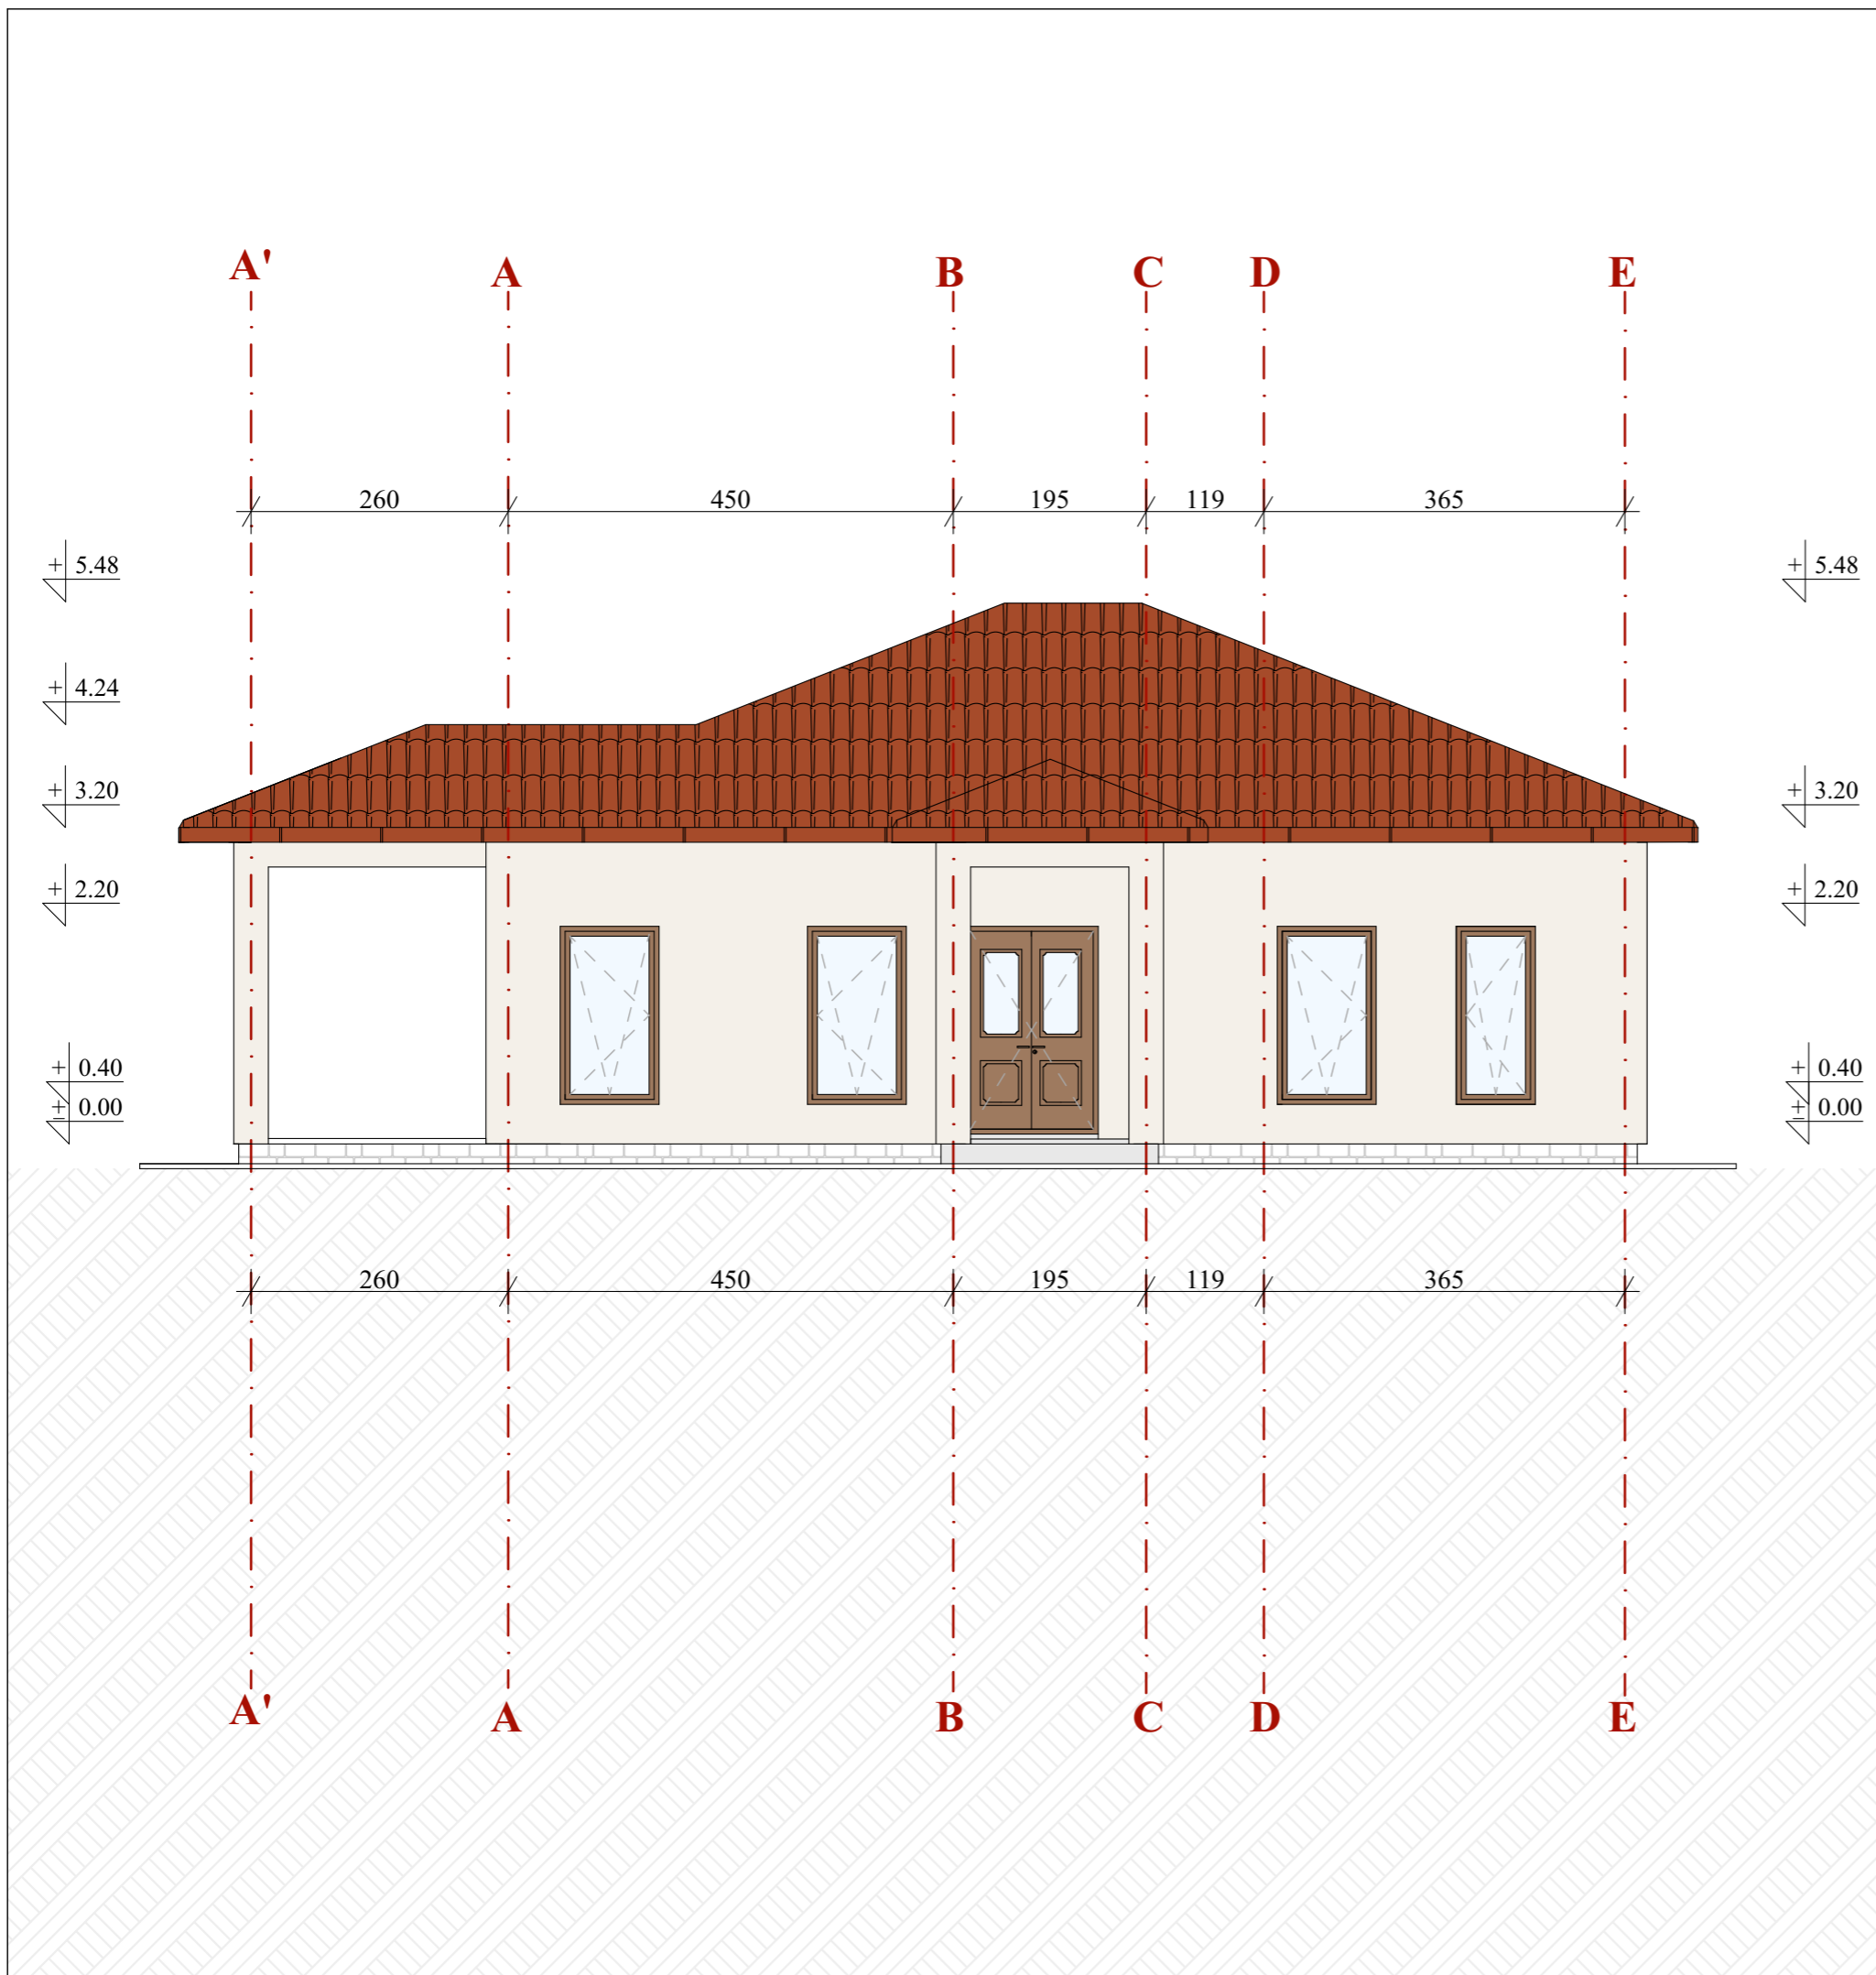 A' A B C D E
260 450 195 119 365
+ 5.48 + 5.48
+ 4.24
+ 3.20 + 3.20
+ 2.20 + 2.20
+ 0.40 + 0.40
± 0.00 ± 0.00
260 450 195 119 365
A' A B C D E